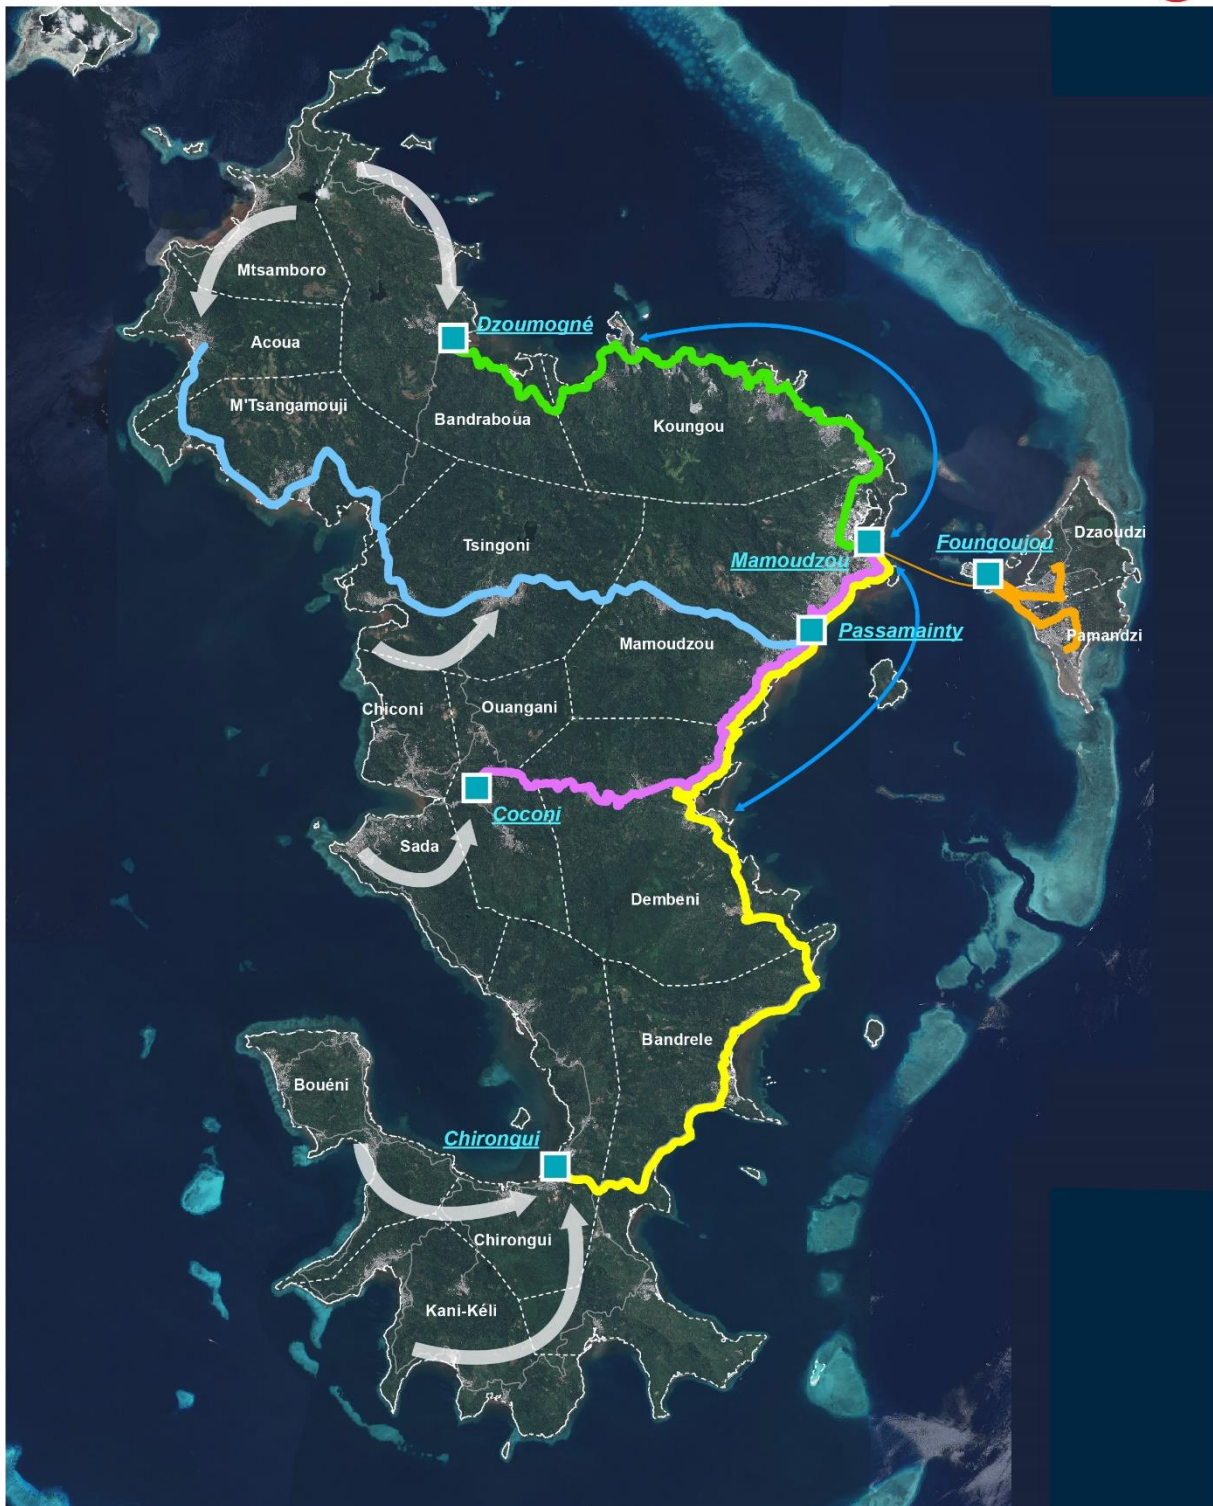 Mtsamboro
Dzoumogné
Acoua
M'Tsangamouji
Bandraboua
Koungou
Dzaoudzi
Foungoujou
Tsingoni
Mamoudzou
Passamainty
Pamandzi
Mamoudzou
Chiconi
Ouangani
Coconi
Sada
Dembeni
Bandrele
Bouéni
Chirongui
Chirongui
Kani-Kéli